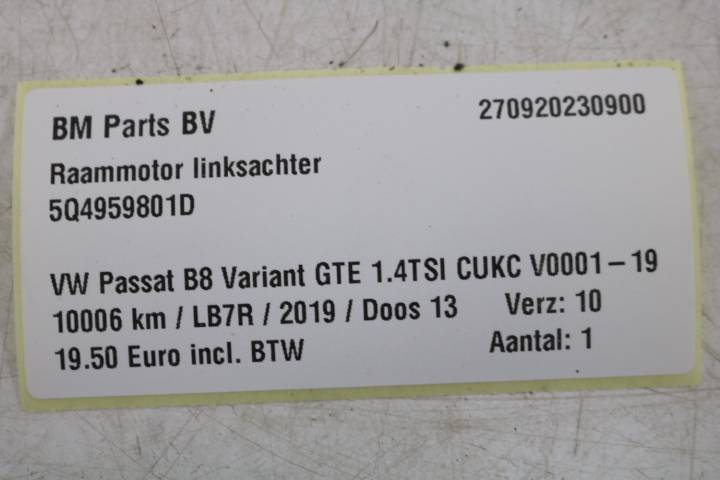 BM Parts BV 270920230900
Raammotor linksachter
5Q4959801D
VW Passat B8 Variant GTE 1.4TSI CUKC V0001-19
10006 km / LB7R / 2019 / Doos 13 Verz: 10
19.50 Euro incl. BTW Aantal: 1